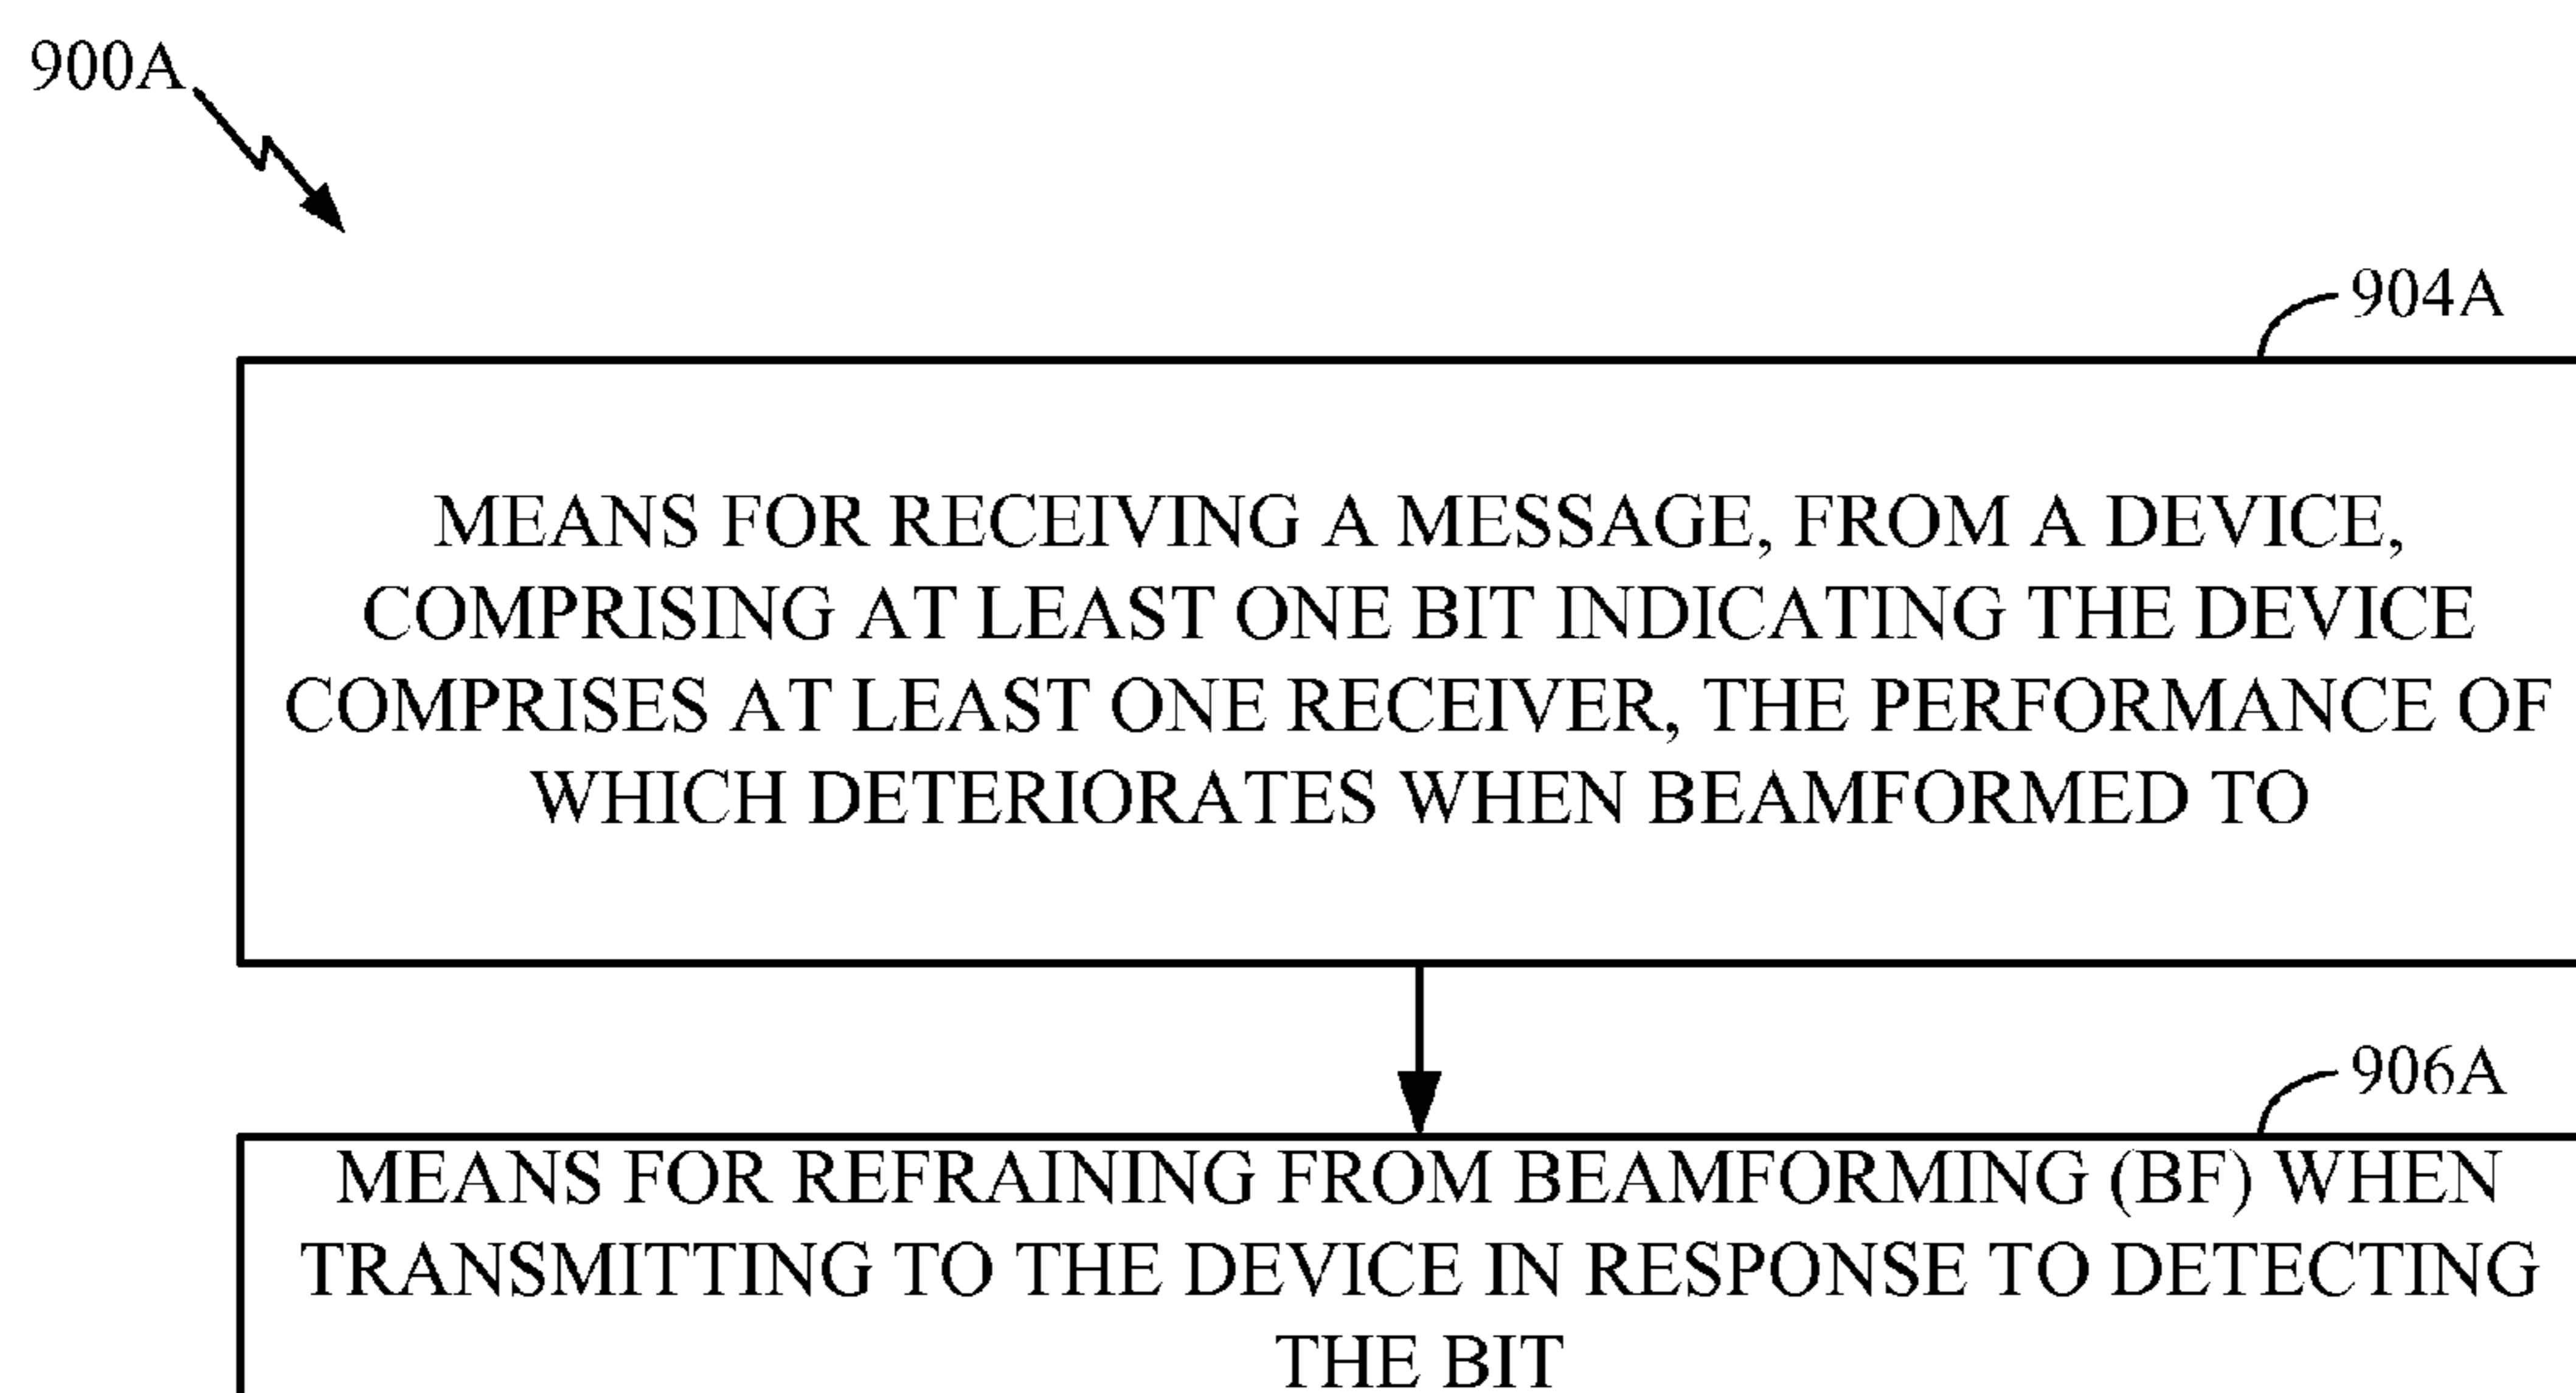 900A
904A
MEANS FOR RECEIVING A MESSAGE, FROM A DEVICE,
COMPRISING AT LEAST ONE BIT INDICATING THE DEVICE
COMPRISES AT LEAST ONE RECEIVER, THE PERFORMANCE OF
WHICH DETERIORATES WHEN BEAMFORMED TO
906A
MEANS FOR REFRAINING FROM BEAMFORMING (BF) WHEN
TRANSMITTING TO THE DEVICE IN RESPONSE TO DETECTING
THE BIT